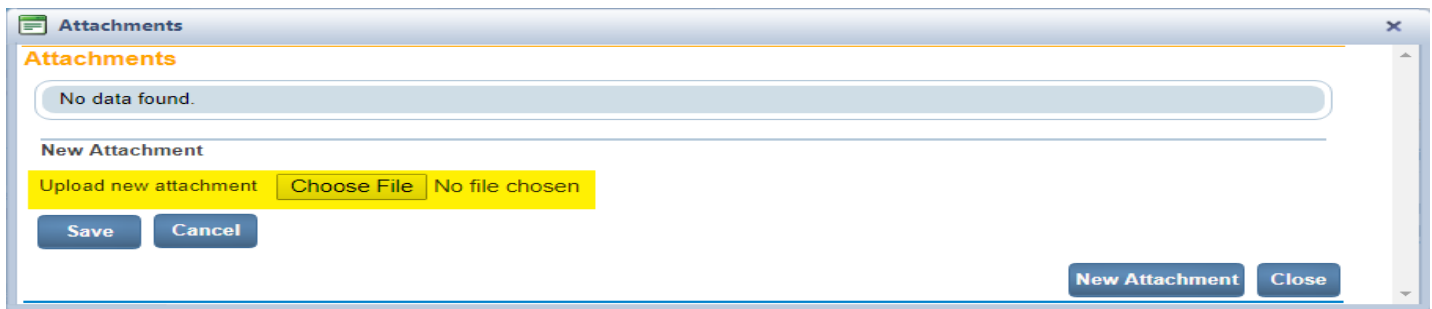 Attachments
Attachments
No data found.
New Attachment
Upload new attachment Choose File No file chosen
Save Cancel
New Attachment Close